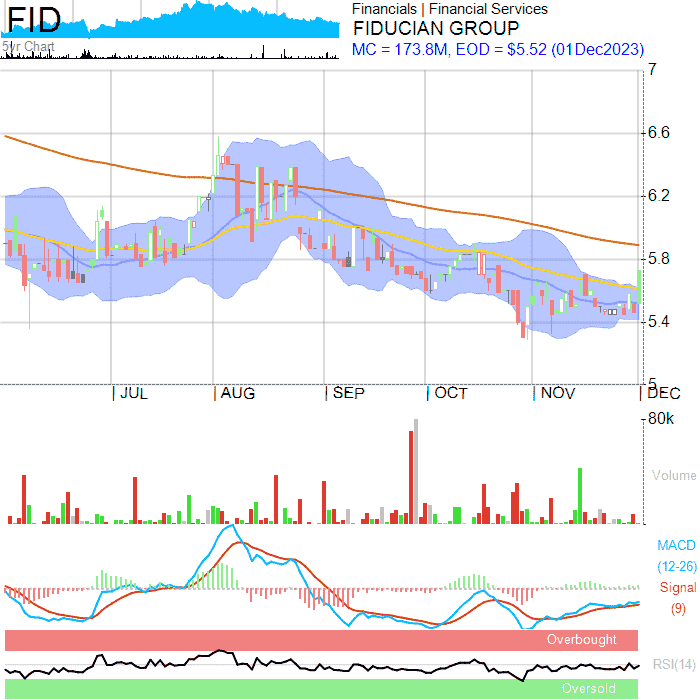 FID
5yr Chart
Financials | Financial Services
FIDUCIAN GROUP
MC = 173.8M, EOD = $5.52 (01Dec2023)
7
6.6
6.2
5.8
5.4
5
JUL AUG SEP OCT NOV DEC
80k
Volume
MACD
(12-26)
Signal
(9)
Overbought
RSI(14)
Oversold